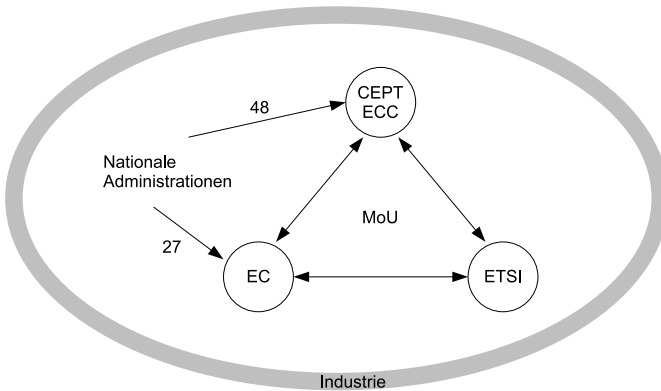 CEPT
ECC
48
Nationale
Administrationen
MoU
27
EC
ETSI
Industrie